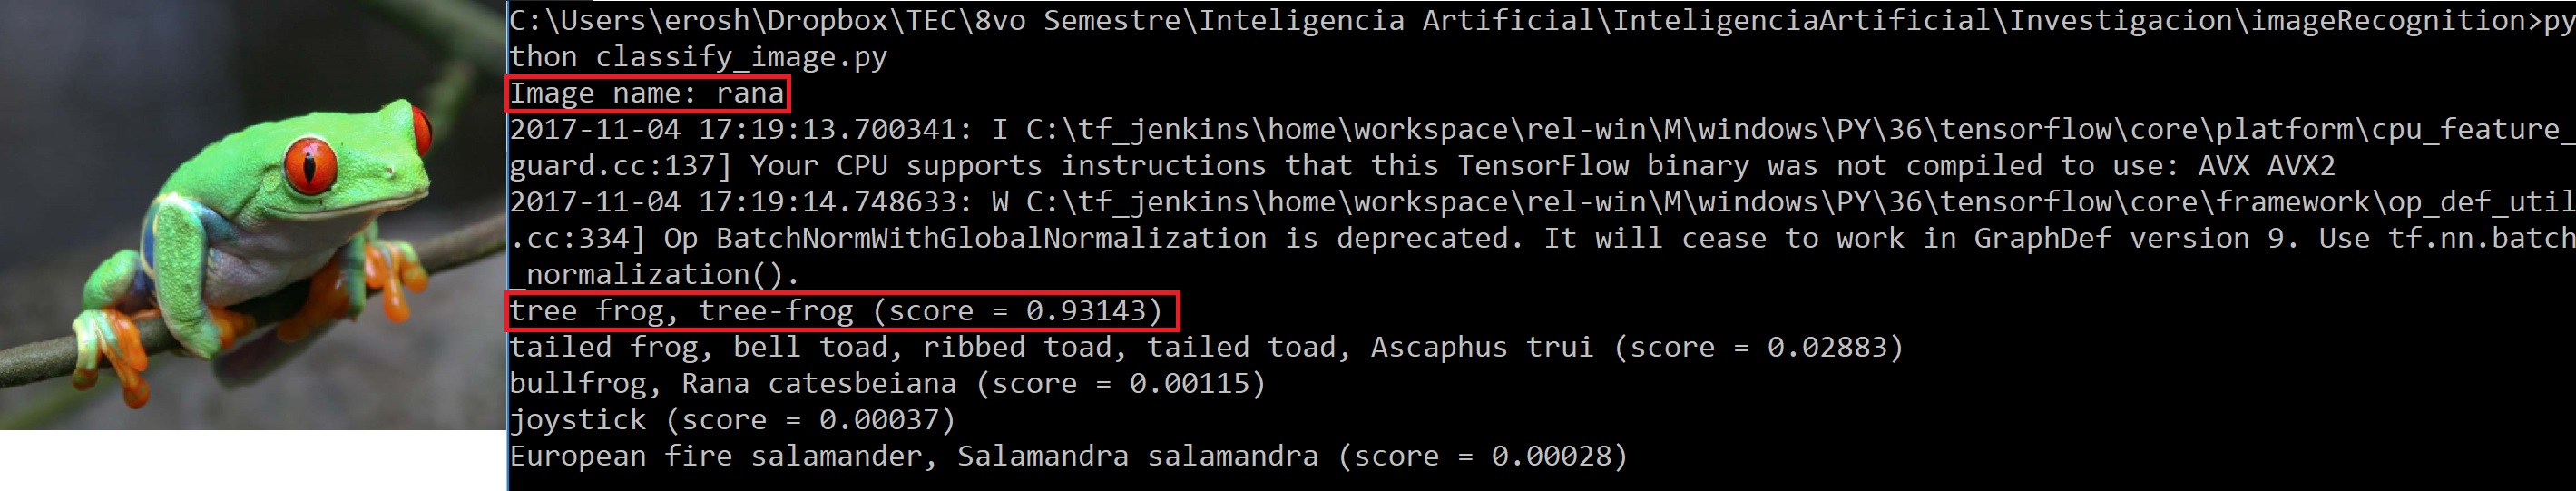 C:\Users\erosh\Dropbox\TEC\8vo Semestre\Inteligencia Artificial\InteligenciaArtificial\Investigacion\imageRecognition>py
thon classify_image.py
Image name: rana
2017-11-04 17:19:13.700341: I C:\tf_jenkins\home\workspace\rel-win\M\windows\PY\36\tensorflow\core\platform\cpu_feature_
guard.cc:137] Your CPU supports instructions that this TensorFlow binary was not compiled to use: AVX AVX2
2017-11-04 17:19:14.748633: W C:\tf_jenkins\home\workspace\rel-win\M\windows\PY\36\tensorflow\core\framework\op_def_util
.cc:334] Op BatchNormWithGlobalNormalization is deprecated. It will cease to work in GraphDef version 9. Use tf.nn.batch
_normalization().
tree frog, tree-frog (score = 0.93143)
tailed frog, bell toad, ribbed toad, tailed toad, Ascaphus trui (score = 0.02883)
bullfrog, Rana catesbeiana (score = 0.00115)
joystick (score = 0.00037)
European fire salamander, Salamandra salamandra (score = 0.00028)